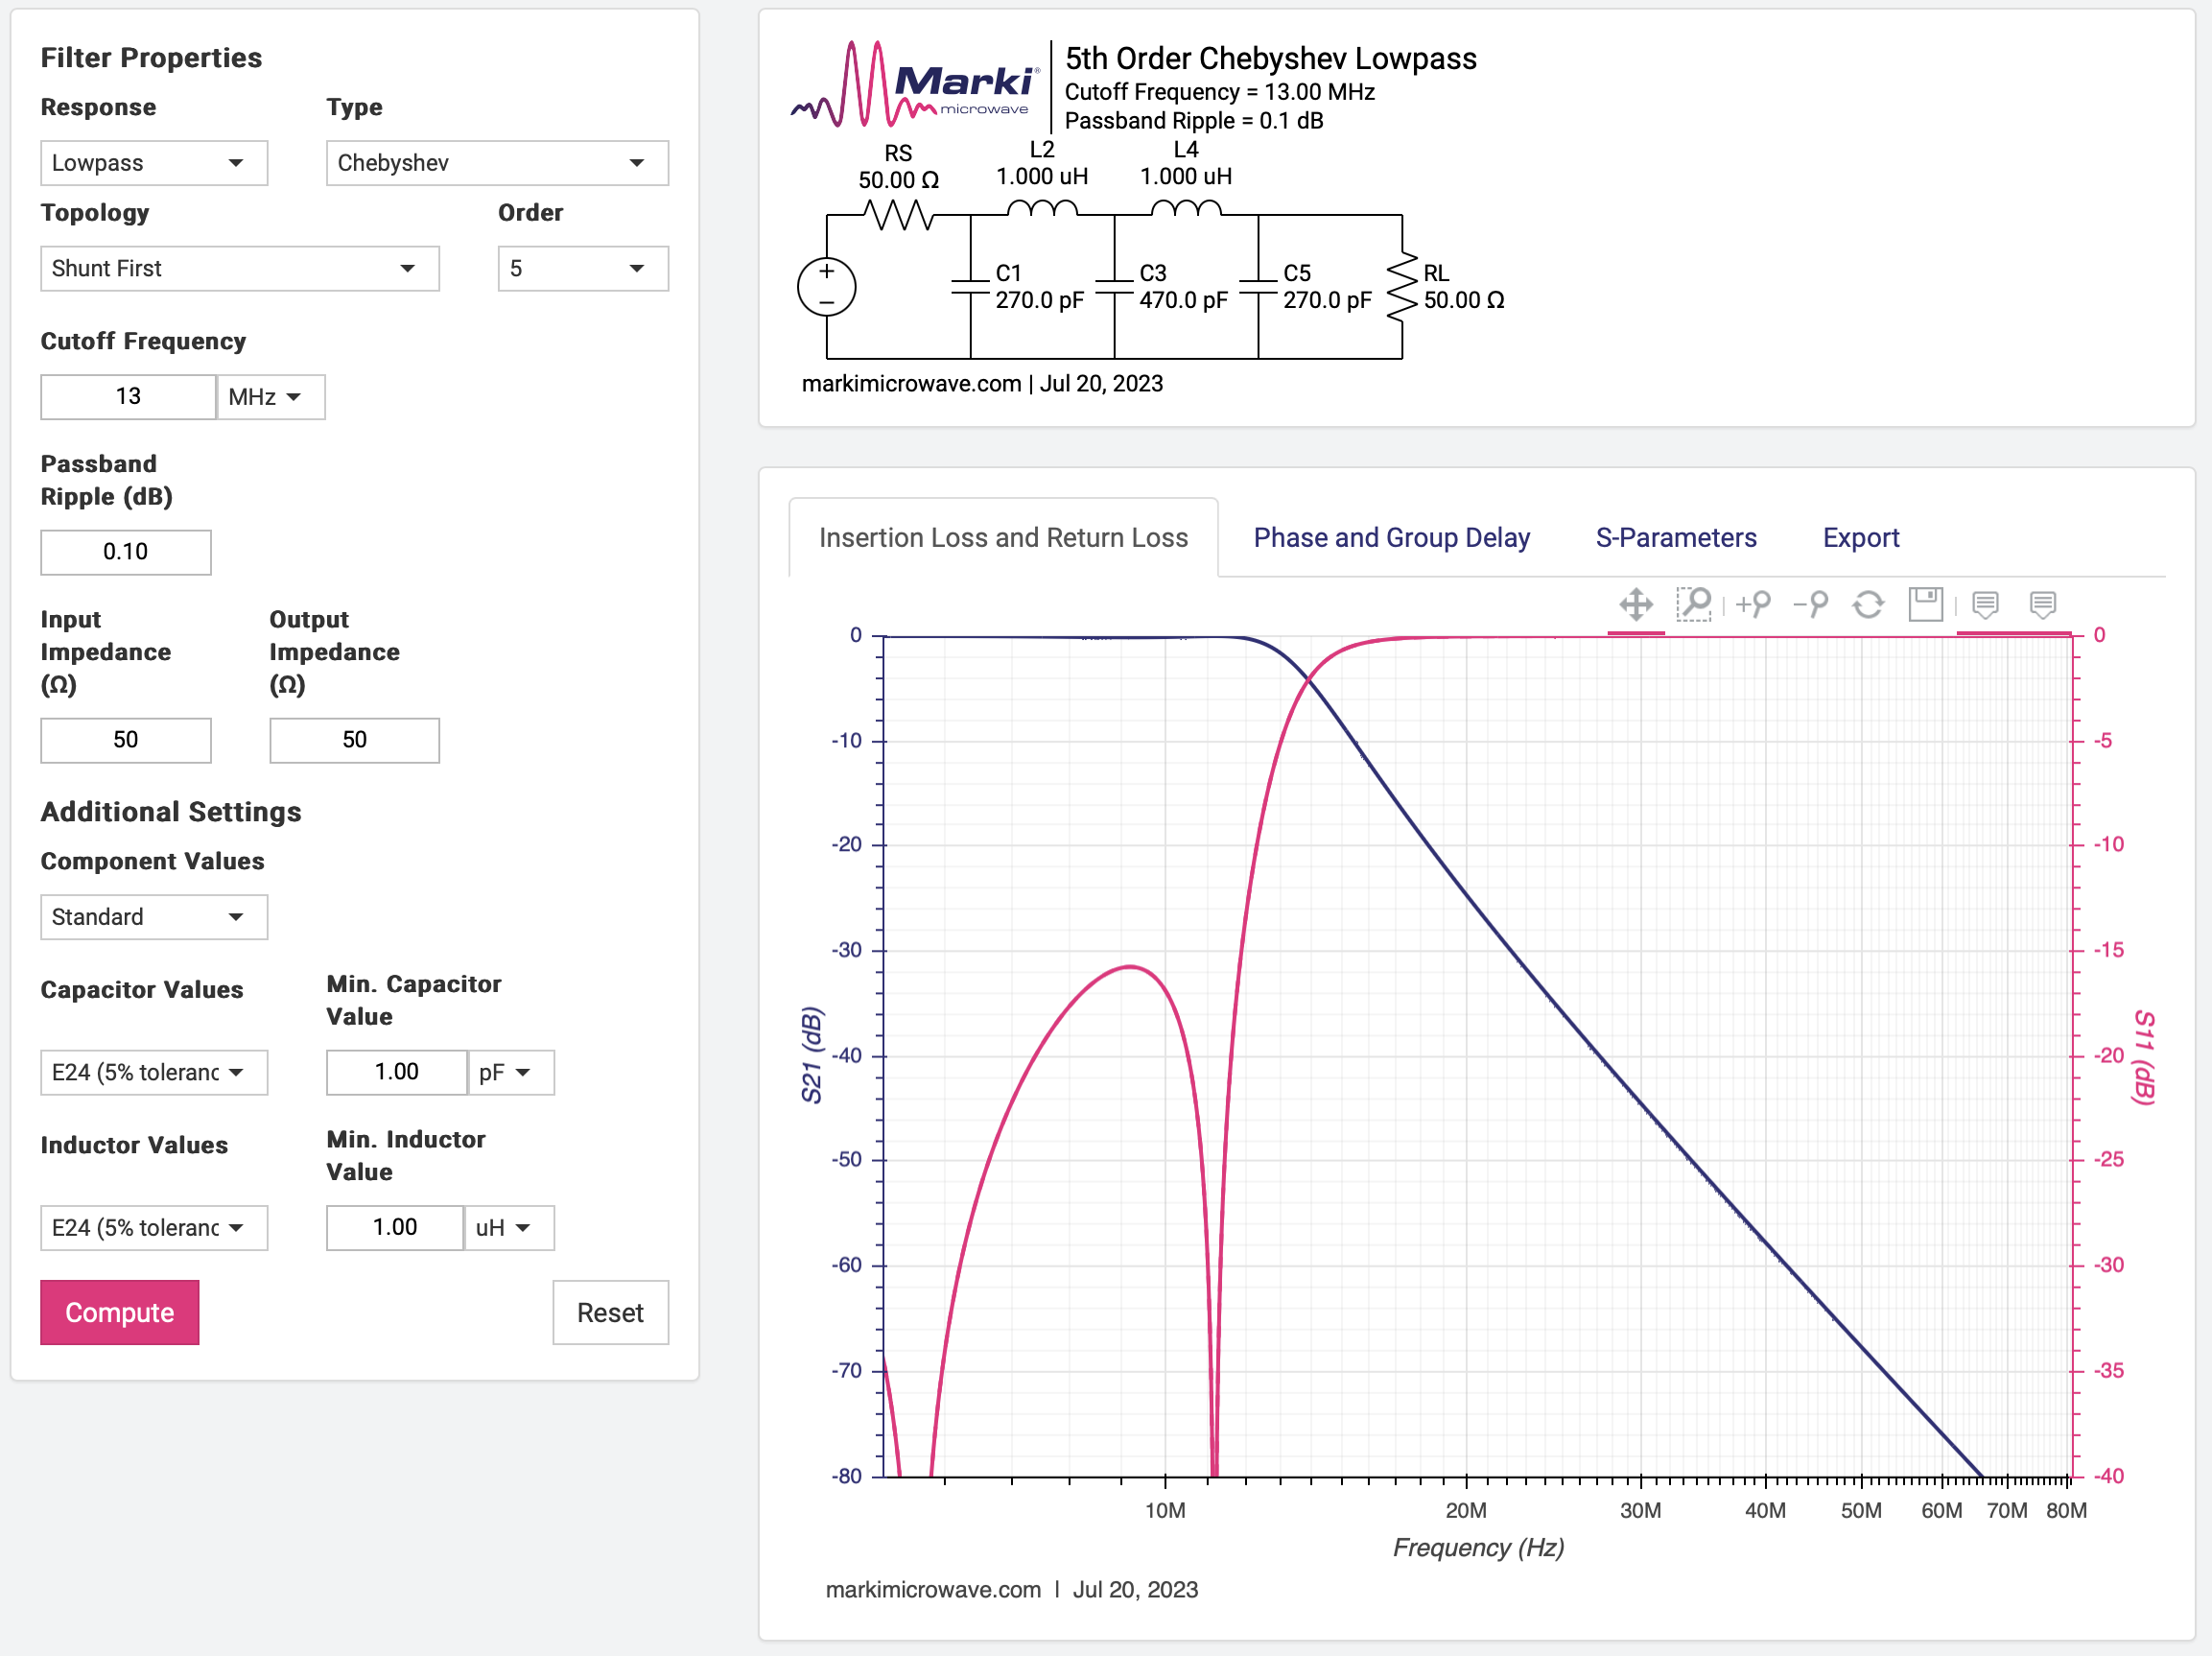 Filter Properties
Response Type
Lowpass Chebyshev
Topology Order
Shunt First 5
Cutoff Frequency
13 MHz
Passband
Ripple (dB)
0.10
Input Output
Impedance Impedance
(Ω) (Ω)
50 50
Additional Settings
Component Values
Standard
Capacitor Values Min. Capacitor
Value
E24 (5% toleranc 1.00 pF
Inductor Values Min. Inductor
Value
E24 (5% toleranc 1.00 uH
Compute Reset
Marki®
microwave
5th Order Chebyshev Lowpass
Cutoff Frequency = 13.00 MHz
Passband Ripple = 0.1 dB
RS L2 L4
50.00 Ω 1.000 uH 1.000 uH
+
−
C1 C3 C5 RL
270.0 pF 470.0 pF 270.0 pF 50.00 Ω
markimicrowave.com | Jul 20, 2023
Insertion Loss and Return Loss Phase and Group Delay S-Parameters Export
0 0
-10 -5
-20 -10
-30 -15
-40 -20
-50 -25
-60 -30
-70 -35
-80 -40
S21 (dB)
S11 (dB)
10M 20M 30M 40M 50M 60M 70M 80M
Frequency (Hz)
markimicrowave.com | Jul 20, 2023